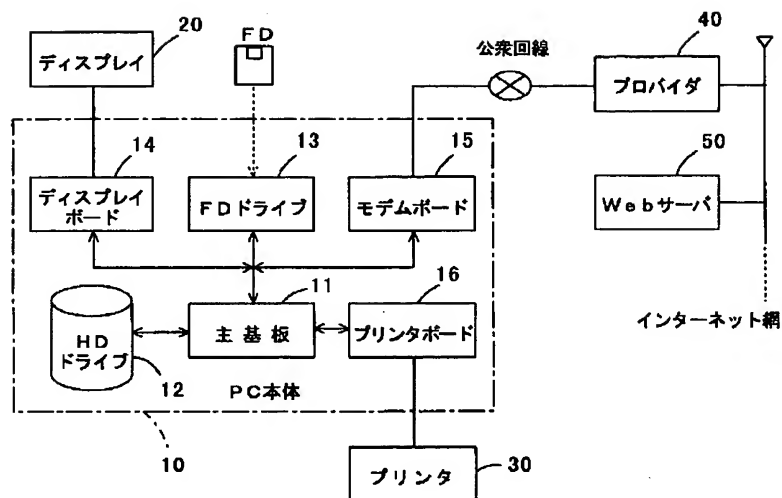 20
ディスプレイ
FD
公衆回線
40
プロバイダ
14
ディスプレイ
ボード
13
FDドライブ
15
モデムボード
50
Webサーバ
インターネット網
HD
ドライブ
12
11
主基板
16
プリンタボード
PC本体
10
プリンタ
30